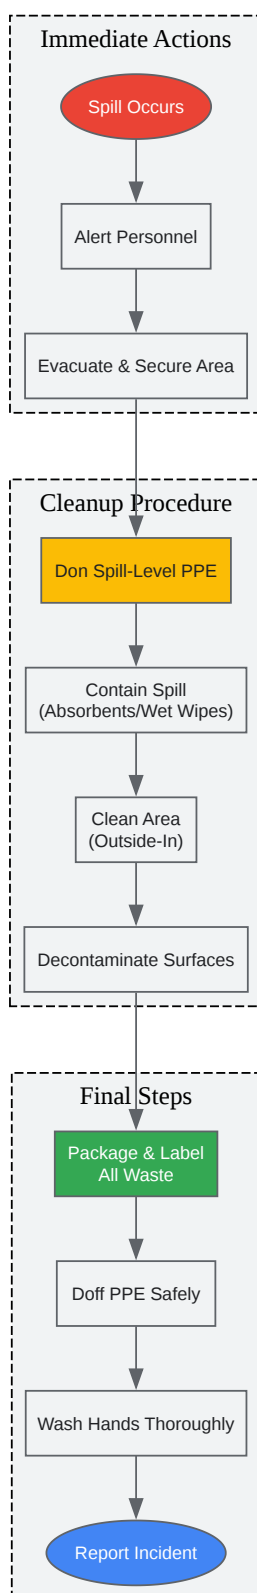 Immediate Actions
Spill Occurs
Alert Personnel
Evacuate & Secure Area
Cleanup Procedure
Don Spill-Level PPE
Contain Spill
(Absorbents/Wet Wipes)
Clean Area
(Outside-In)
Decontaminate Surfaces
Final Steps
Package & Label
All Waste
Doff PPE Safely
Wash Hands Thoroughly
Report Incident